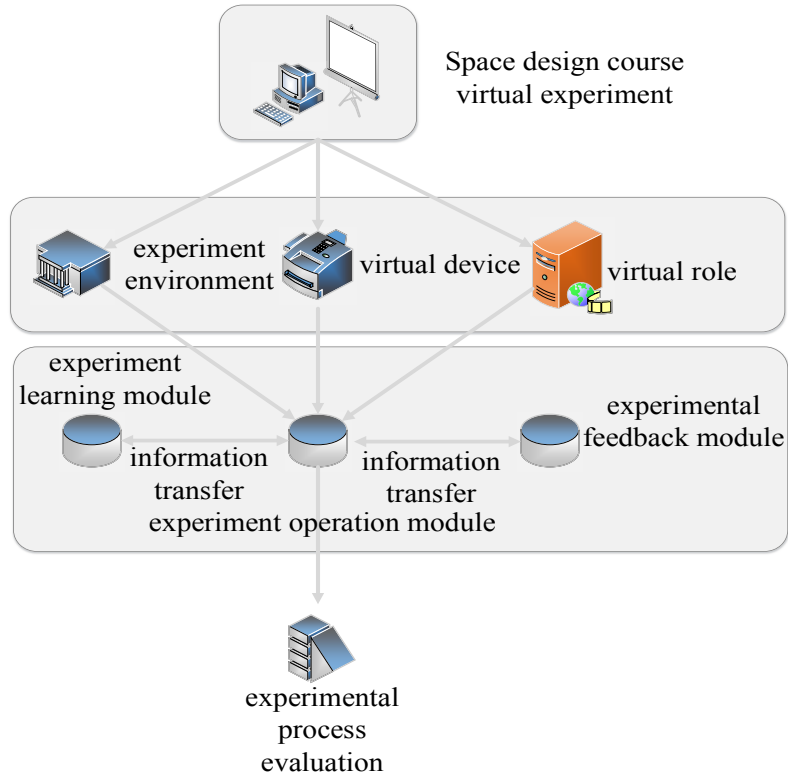 Space design course
virtual experiment
experiment
environment
virtual device
virtual role
experiment
learning module
experimental
feedback module
information
transfer
information
transfer
experiment operation module
experimental
process
evaluation